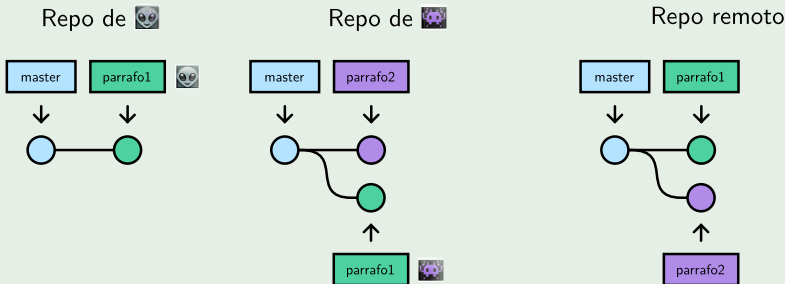 Repo de 👽
Repo de 👾
Repo remoto
master
parrafo1
👽
master
parrafo2
master
parrafo1
parrafo1
👾
parrafo2